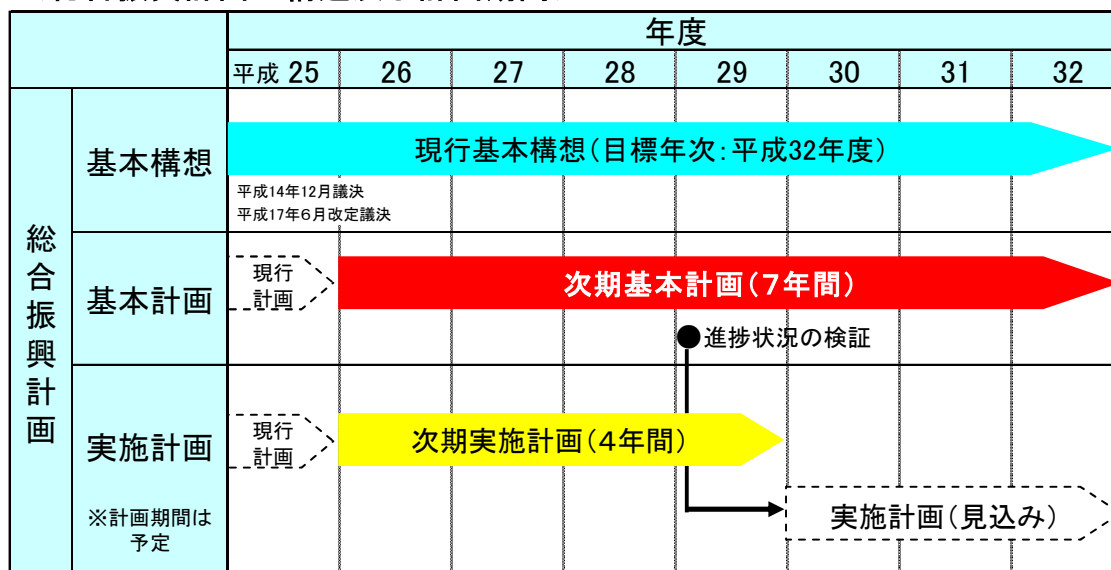 年度
平成 25 26 27 28 29 30 31 32
総合振興計画
基本構想
現行基本構想(目標年次:平成32年度)
平成14年12月議決
平成17年6月改定議決
基本計画
現行
計画
次期基本計画(7年間)
●進捗状況の検証
実施計画
※計画期間は
予定
現行
計画
次期実施計画(4年間)
実施計画(見込み)